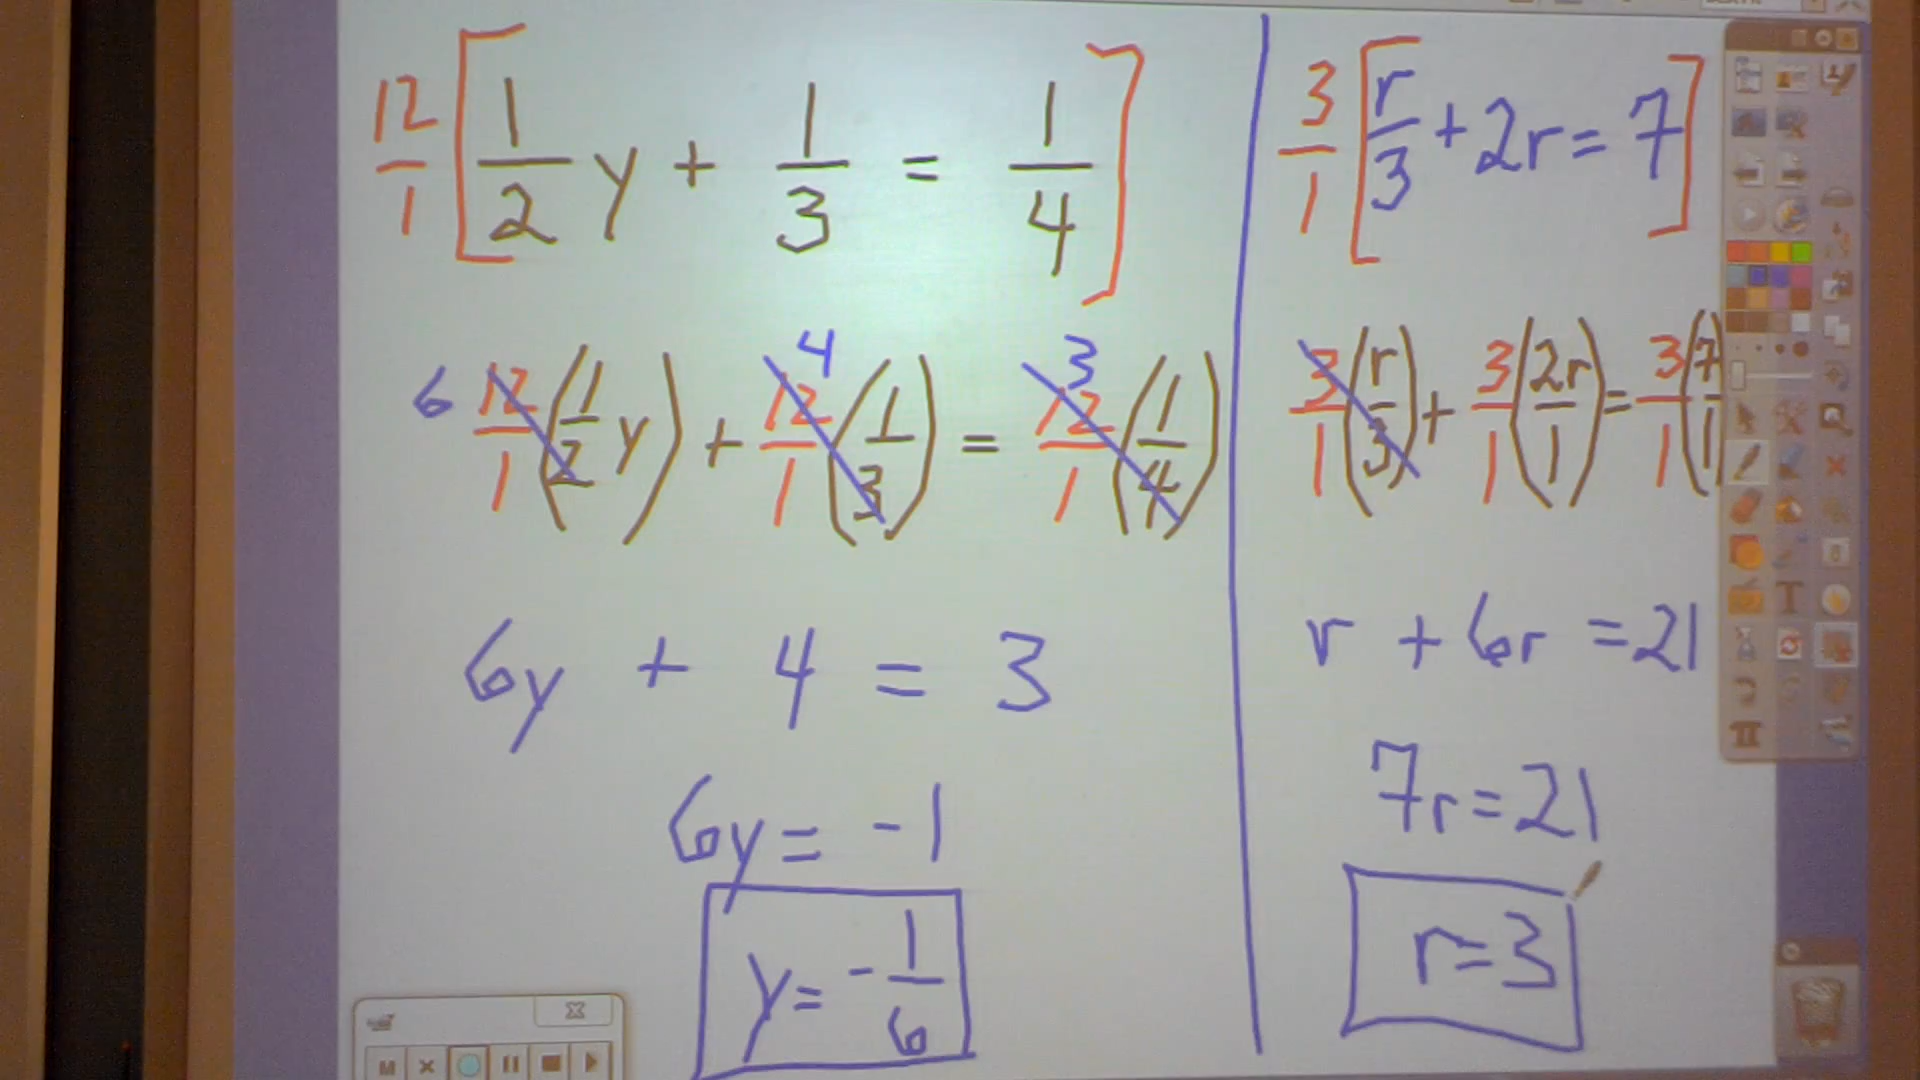 12/1 [1/2 y + 1/3 = 1/4]
6 12/1 (1/2 y) + 4 12/1 (1/3) = 3 12/1 (1/4)
6y + 4 = 3
6y = -1
y = -1/6
3/1 [r/3 + 2r = 7]
3/1 (r/3) + 3/1 (2r/1) = 3/1 (7/1)
r + 6r = 21
7r = 21
r = 3